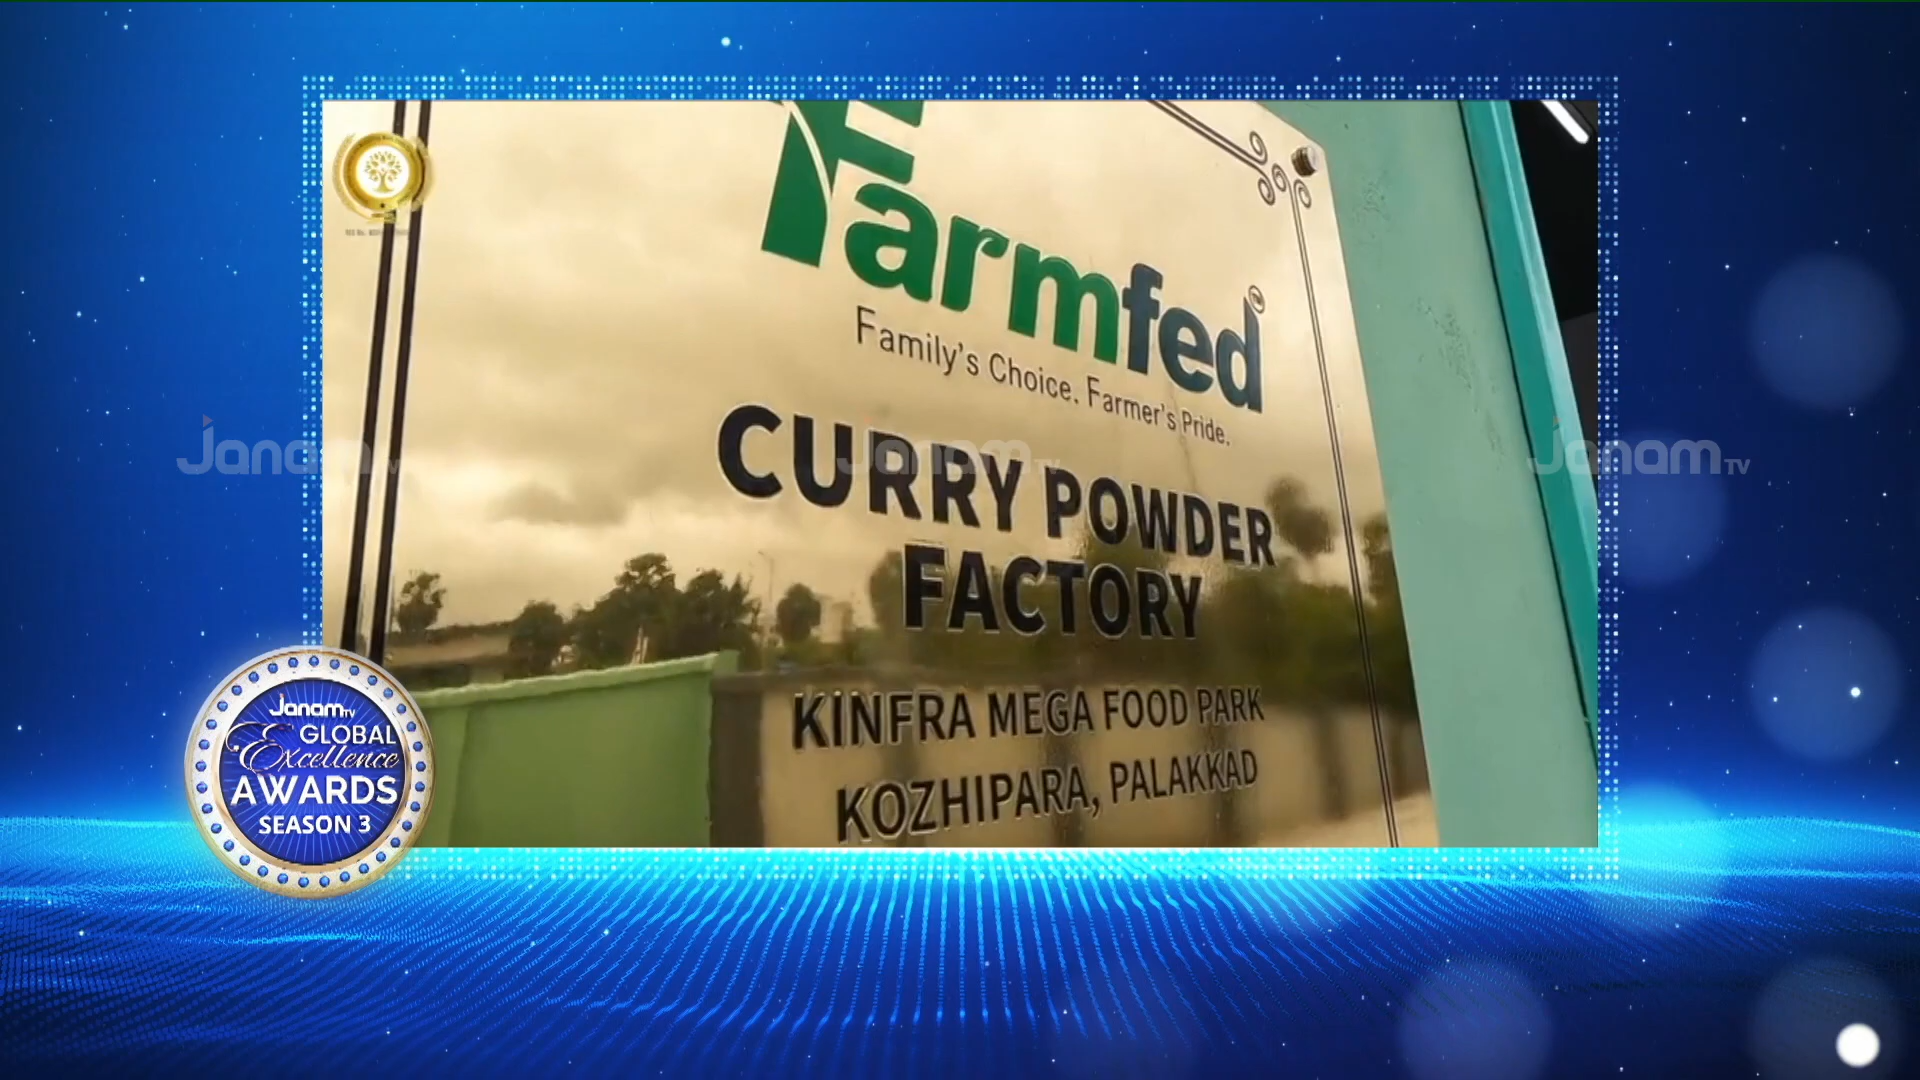 Farmfed
Family's Choice. Farmer's Pride.
CURRY POWDER
FACTORY
KINFRA MEGA FOOD PARK
KOZHIPARA, PALAKKAD
Janam TV
Janam TV
Janam TV
Janam TV
GLOBAL
Excellence
AWARDS
SEASON 3